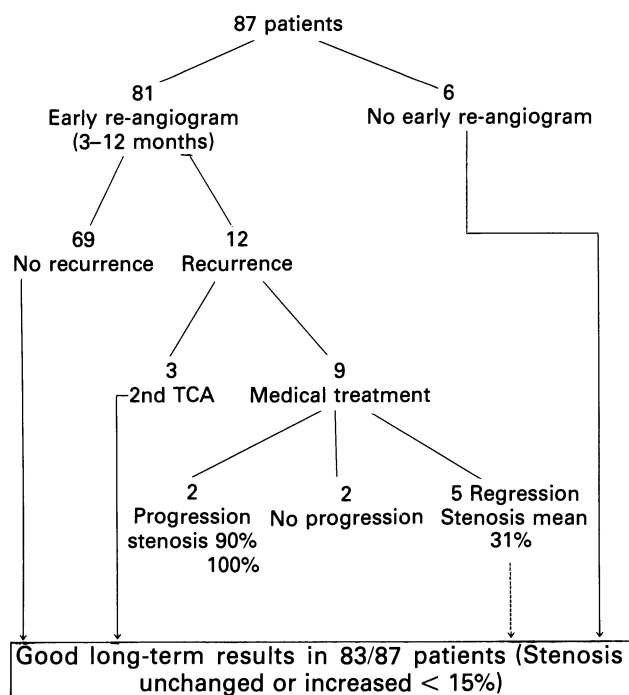 87 patients
81
Early re-angiogram
(3–12 months)
6
No early re-angiogram
69
No recurrence
12
Recurrence
3
2nd TCA
9
Medical treatment
2
Progression
stenosis 90%
100%
2
No progression
5 Regression
Stenosis mean
31%
Good long-term results in 83/87 patients (Stenosis
unchanged or increased < 15%)